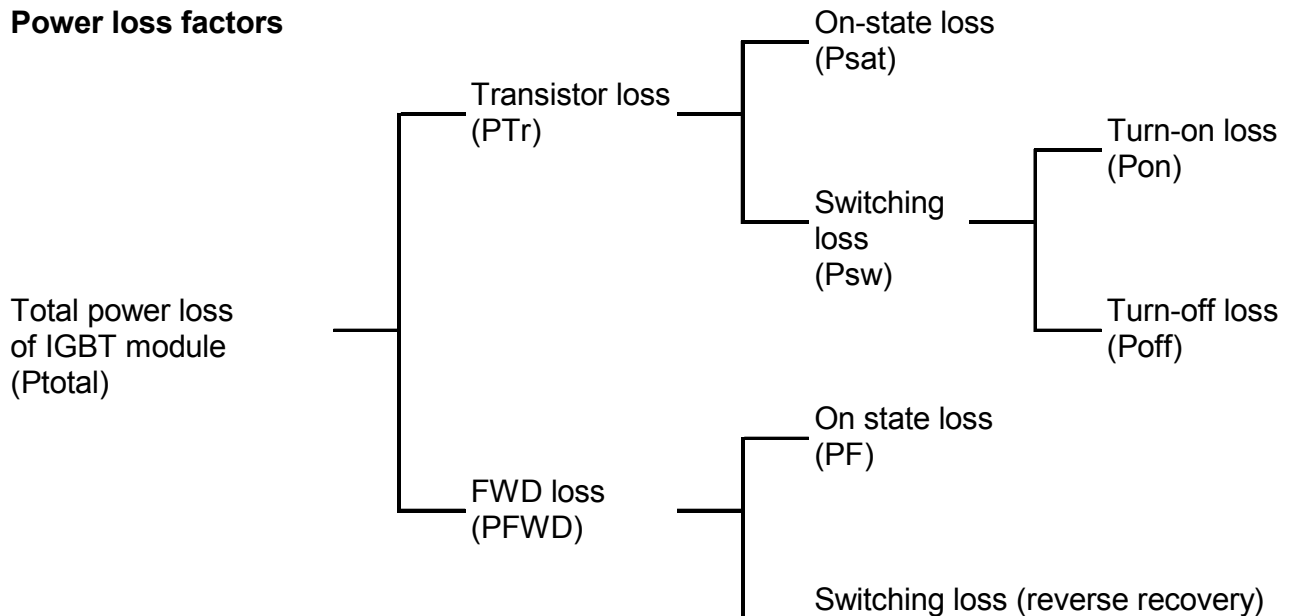 Power loss factors
On-state loss
(Psat)
Transistor loss
(PTr)
Turn-on loss
(Pon)
Switching
loss
(Psw)
Total power loss
of IGBT module
(Ptotal)
Turn-off loss
(Poff)
On state loss
(PF)
FWD loss
(PFWD)
Switching loss (reverse recovery)